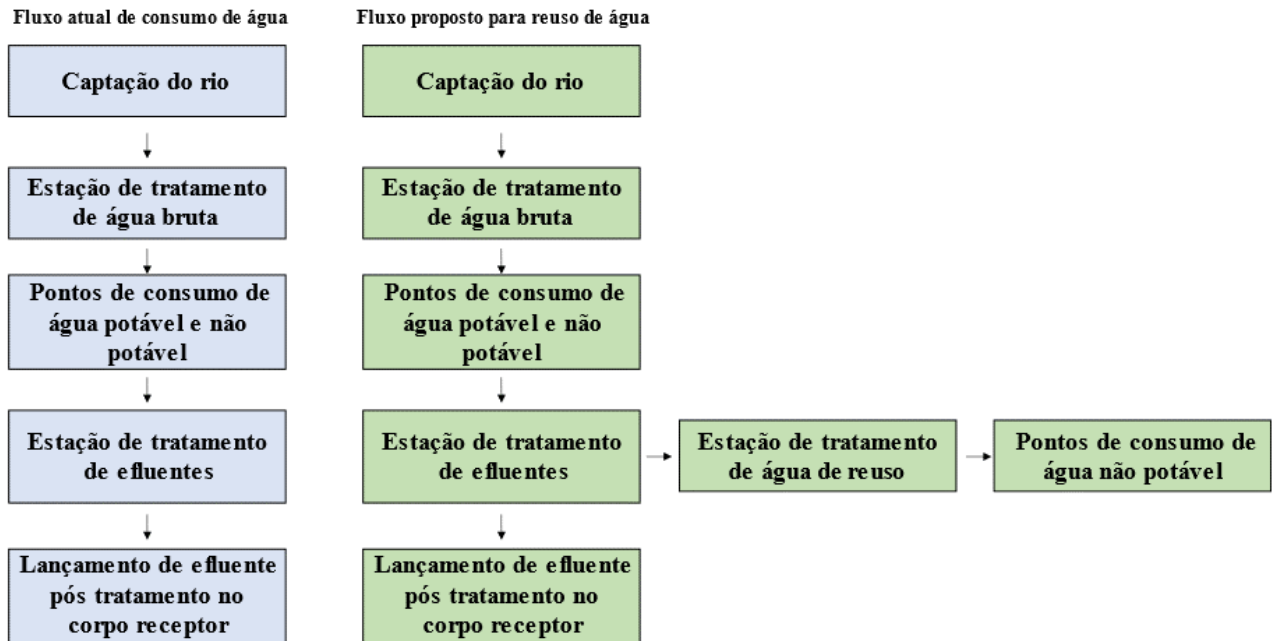 Fluxo atual de consumo de água
Captação do rio
Estação de tratamento
de água bruta
Pontos de consumo de
água potável e não
potável
Estação de tratamento
de efluentes
Lançamento de efluente
pós tratamento no
corpo receptor
Fluxo proposto para reuso de água
Captação do rio
Estação de tratamento
de água bruta
Pontos de consumo de
água potável e não
potável
Estação de tratamento
de efluentes
Lançamento de efluente
pós tratamento no
corpo receptor
Estação de tratamento
de água de reuso
Pontos de consumo de
água não potável